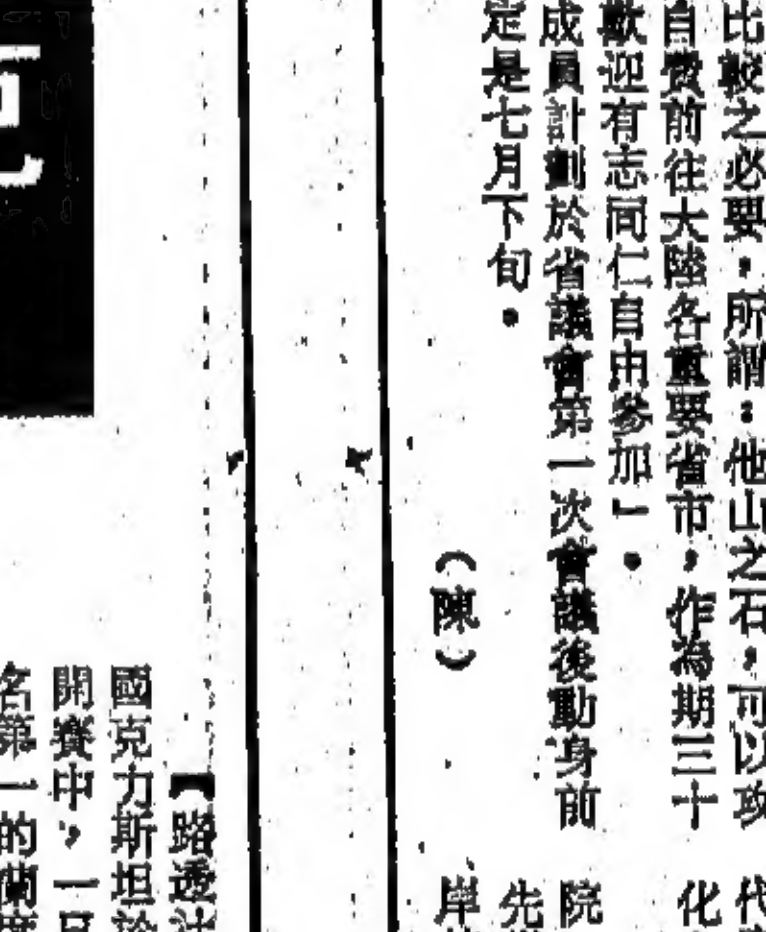 比較之必要,所謂:他山之石,可以攻
自費前往大陸各重要省市,作為期三十
歡迎有志同仁自由參加」。
成員計劃於省議會第一次會議後動身前
定是七月下旬。
(陳)
代
化
院
先
岸
【路透社
國克力斯坦於
開賽中,一日
名第一的蘭度